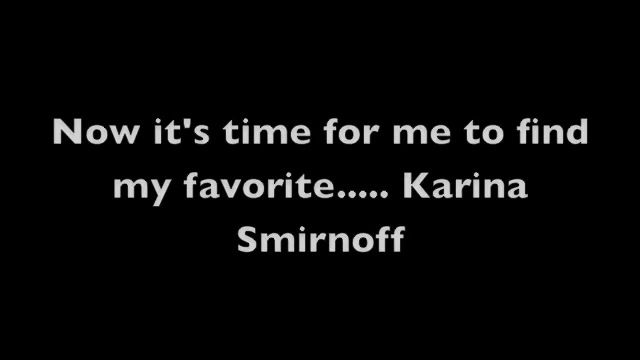 Now it's time for me to find
my favorite..... Karina
Smirnoff